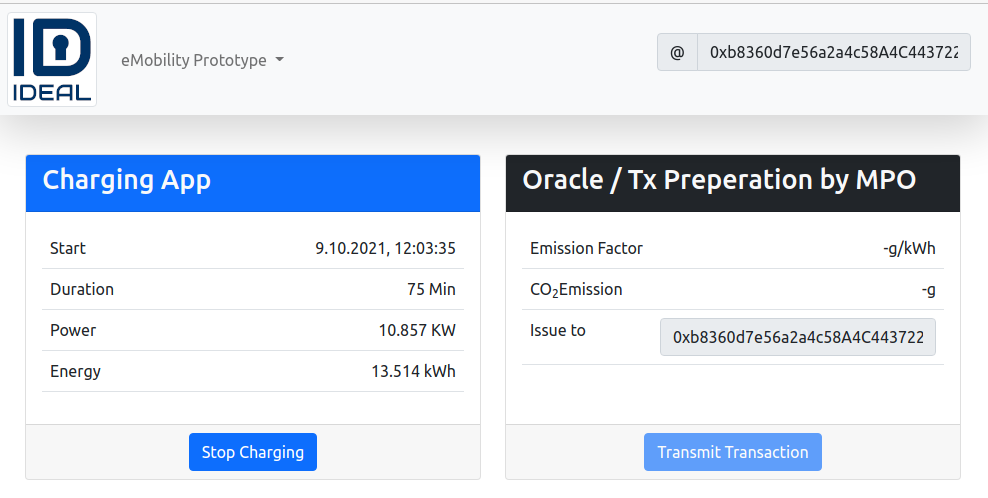 ID
IDEAL
eMobility Prototype
@ 0xb8360d7e56a2a4c58A4C443722
Charging App
Start 9.10.2021, 12:03:35
Duration 75 Min
Power 10.857 KW
Energy 13.514 kWh
Stop Charging
Oracle / Tx Preperation by MPO
Emission Factor -g/kWh
CO₂Emission -g
Issue to 0xb8360d7e56a2a4c58A4C443722
Transmit Transaction